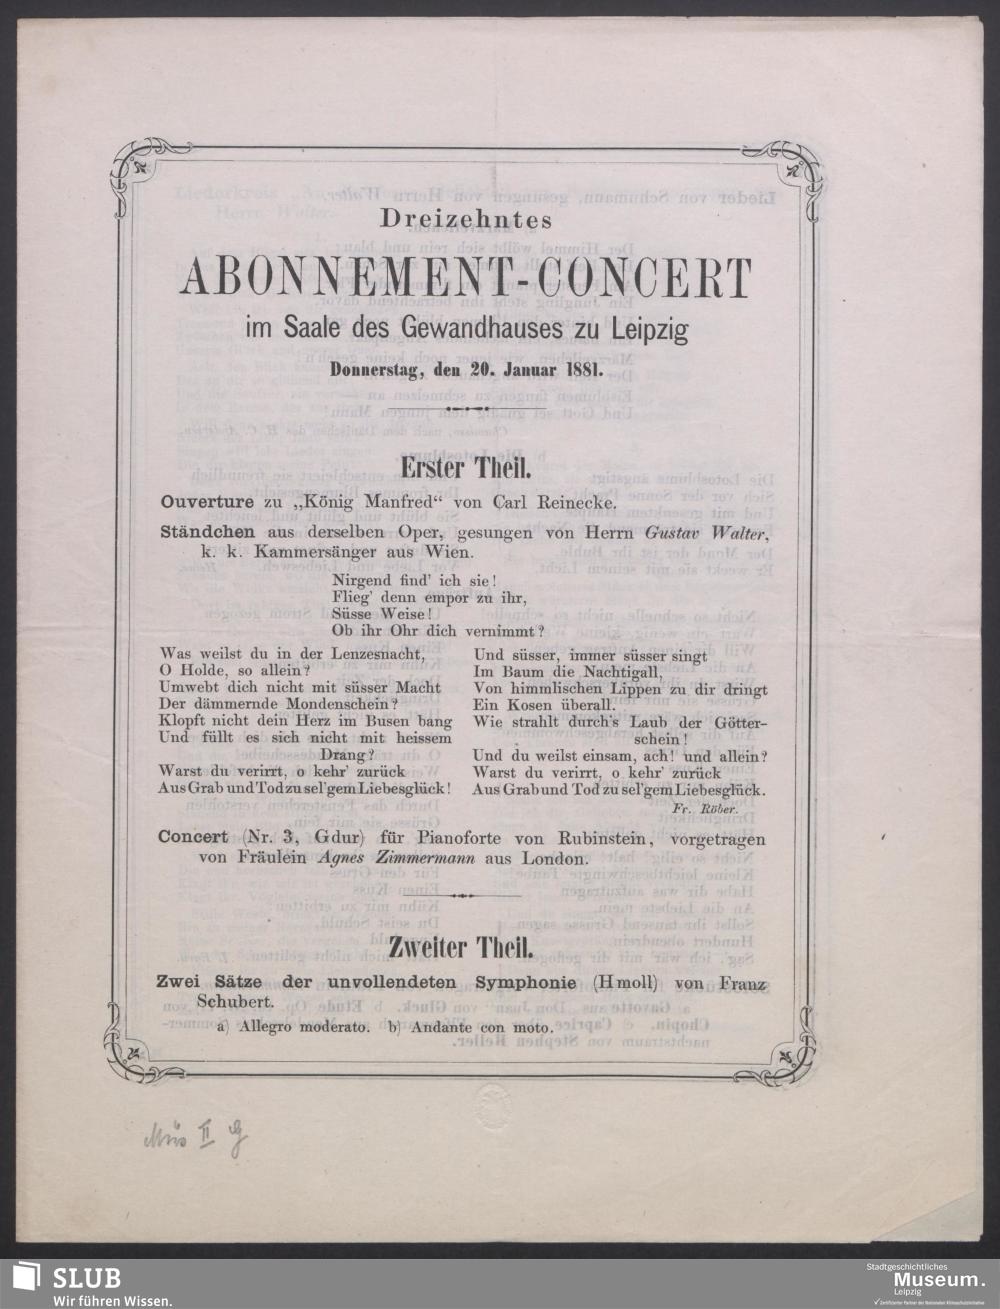 Dreizehntes
ABONNEMENT-CONCERT
im Saale des Gewandhauses zu Leipzig
Donnerstag, den 20. Januar 1881.
Erster Theil.
Ouverture zu „König Manfred“ von Carl Reinecke.
Ständchen aus derselben Oper, gesungen von Herrn Gustav Walter,
k. k. Kammersänger aus Wien.
Nirgend find' ich sie!
Flieg' denn empor zu ihr,
Süsse Weise!
Ob ihr Ohr dich vernimmt?
Was weilst du in der Lenzesnacht,
O Holde, so allein?
Umwebt dich nicht mit süsser Macht
Der dämmernde Mondenschein?
Klopft nicht dein Herz im Busen bang
Und füllt es sich nicht mit heissem
Drang?
Warst du verirrt, o kehr' zurück
Aus Grab und Tod zu sel'gem Liebesglück!
Und süsser, immer süsser singt
Im Baum die Nachtigall,
Von himmlischen Lippen zu dir dringt
Ein Kosen überall.
Wie strahlt durch's Laub der Götter-
schein!
Und du weilst einsam, ach! und allein?
Warst du verirrt, o kehr' zurück
Aus Grab und Tod zu sel'gem Liebesglück.
Fr. Röber.
Concert (Nr. 3, Gdur) für Pianoforte von Rubinstein, vorgetragen
von Fräulein Agnes Zimmermann aus London.
Zweiter Theil.
Zwei Sätze der unvollendeten Symphonie (Hmoll) von Franz
Schubert.
a) Allegro moderato. b) Andante con moto.
Mus II G
SLUB
Wir führen Wissen.
Stadtgeschichtliches
Museum.
Leipzig
✓ Zertifizierter Partner der Nationalen Klimaschutzinitiative